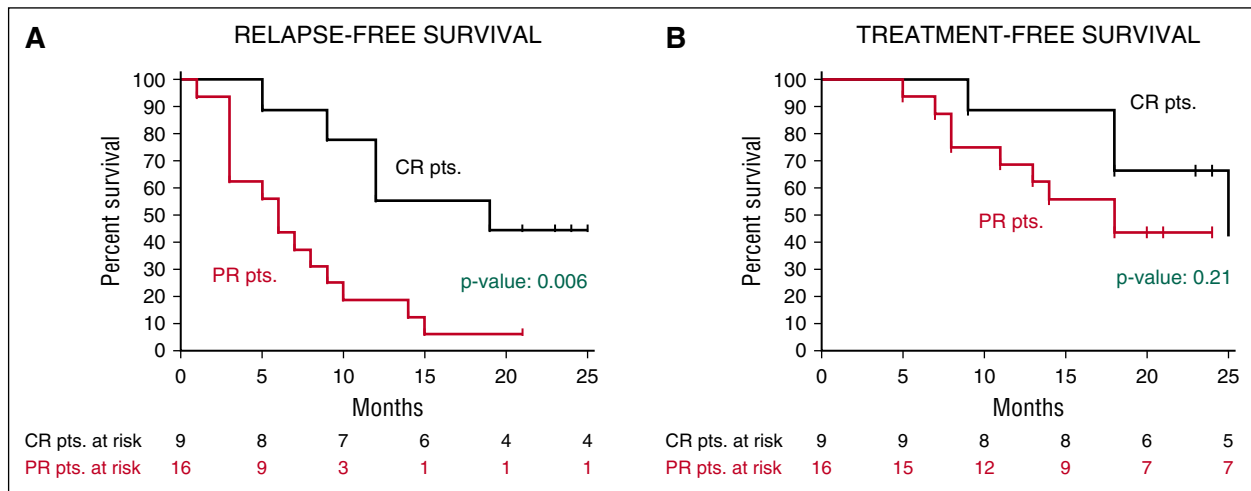 A RELAPSE-FREE SURVIVAL
Percent survival
100
90
80
70
60
50
40
30
20
10
0
CR pts.
PR pts.
p-value: 0.006
0 5 10 15 20 25
Months
CR pts. at risk 9 8 7 6 4 4
PR pts. at risk 16 9 3 1 1 1
B TREATMENT-FREE SURVIVAL
Percent survival
100
90
80
70
60
50
40
30
20
10
0
CR pts.
PR pts.
p-value: 0.21
0 5 10 15 20 25
Months
CR pts. at risk 9 9 8 8 6 5
PR pts. at risk 16 15 12 9 7 7